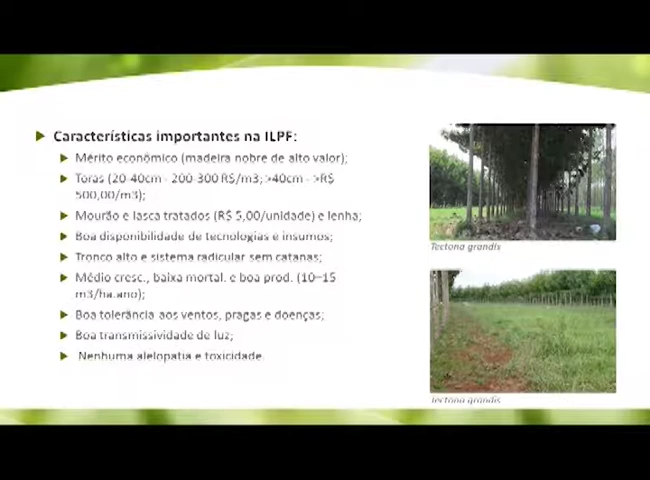 Características importantes na ILPF:
Mérito econômico (madeira nobre de alto valor);
Toras (20-40cm - 200-300 R$/m3; >40cm - >R$
500,00/m3);
Mourão e lasca tratados (R$ 5,00/unidade) e lenha;
Boa disponibilidade de tecnologias e insumos;
Tronco alto e sistema radicular sem catanas;
Médio cresc., baixa mortal. e boa prod. (10-15
m3/ha.ano);
Boa tolerância aos ventos, pragas e doenças;
Boa transmissividade de luz;
Nenhuma alelopatia e toxicidade.
Tectona grandis
Tectona grandis